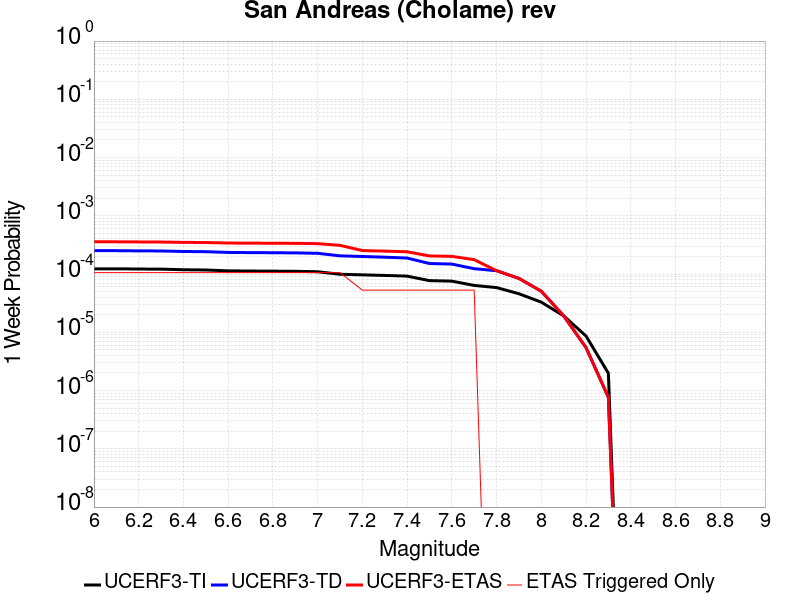 San Andreas (Cholame) rev
10^0
10^-1
10^-2
10^-3
10^-4
10^-5
10^-6
10^-7
10^-8
1 Week Probability
6 6.2 6.4 6.6 6.8 7 7.2 7.4 7.6 7.8 8 8.2 8.4 8.6 8.8 9
Magnitude
UCERF3-TI UCERF3-TD UCERF3-ETAS ETAS Triggered Only